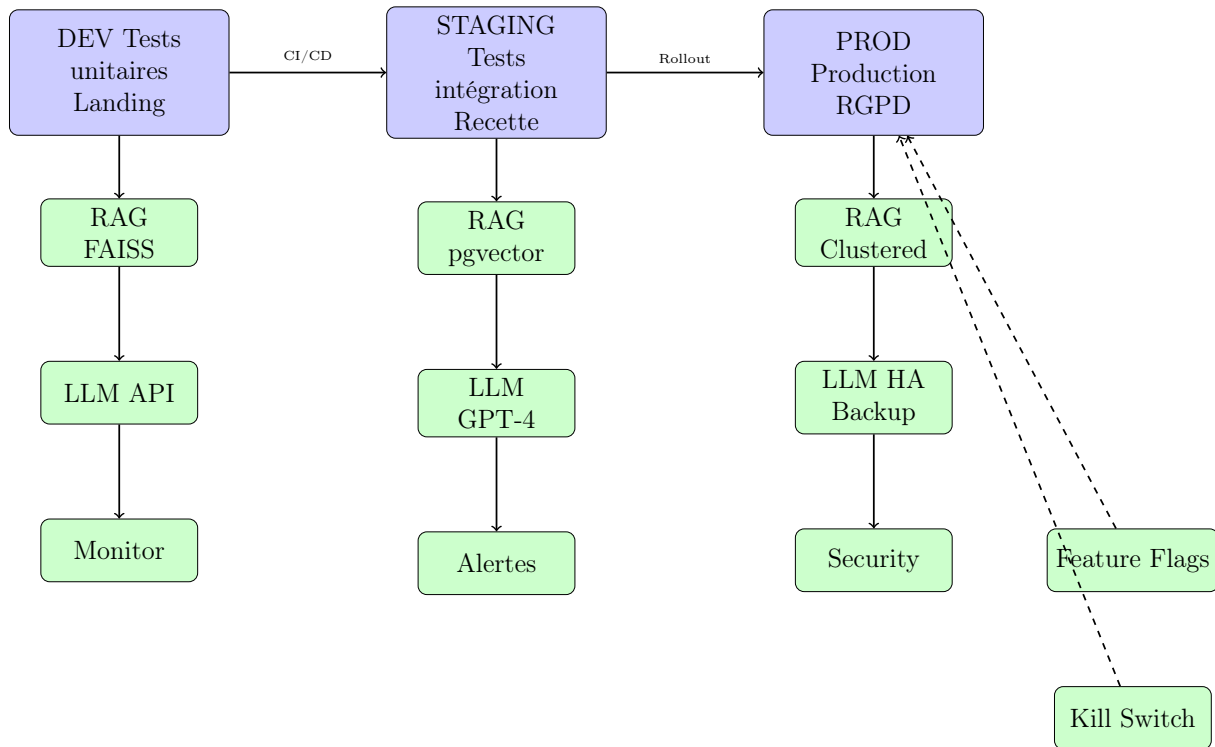 DEV Tests
unitaires
Landing
CI/CD
STAGING
Tests
intégration
Recette
Rollout
PROD
Production
RGPD
RAG
FAISS
RAG
pgvector
RAG
Clustered
LLM API
LLM
GPT-4
LLM HA
Backup
Monitor
Alertes
Security
Feature Flags
Kill Switch